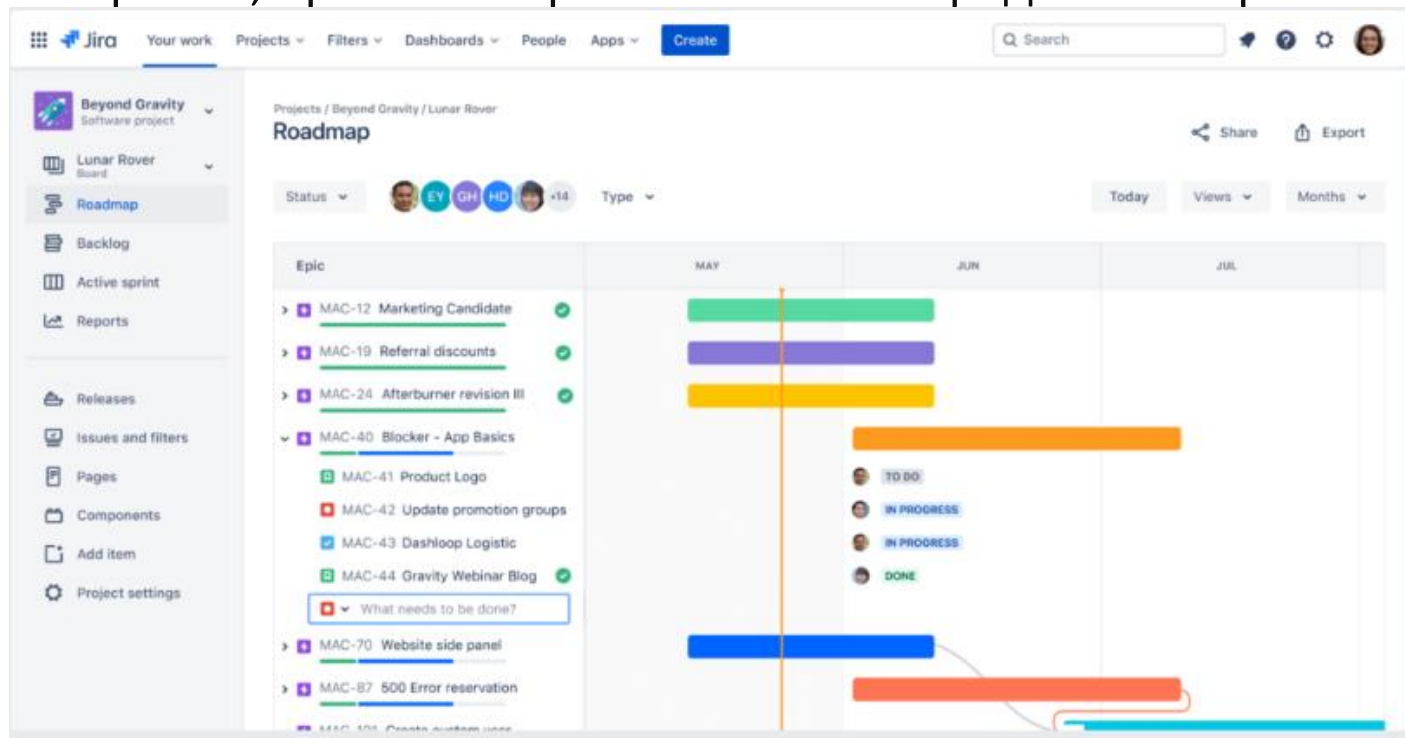 Jira Your work Projects Filters Dashboards People Apps Create Search
Beyond Gravity
Software project
Lunar Rover
Board
Roadmap
Backlog
Active sprint
Reports
Releases
Issues and filters
Pages
Components
Add item
Project settings
Projects / Beyond Gravity / Lunar Rover
Roadmap
Share Export
Status EY GH HD +14 Type Today Views Months
Epic MAY JUN JUL
MAC-12 Marketing Candidate
MAC-19 Referral discounts
MAC-24 Afterburner revision III
MAC-40 Blocker - App Basics
MAC-41 Product Logo TO DO
MAC-42 Update promotion groups IN PROGRESS
MAC-43 Dashloop Logistic IN PROGRESS
MAC-44 Gravity Webinar Blog DONE
What needs to be done?
MAC-70 Website side panel
MAC-87 500 Error reservation